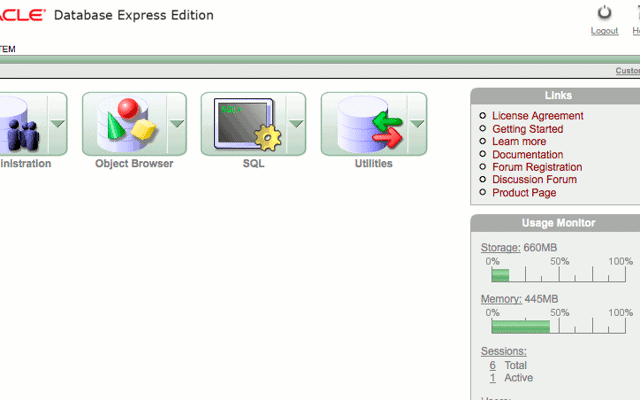 ACLE Database Express Edition
Logout
TEM
Custo
inistration
Object Browser
SQL
Utilities
Links
License Agreement
Getting Started
Learn more
Documentation
Forum Registration
Discussion Forum
Product Page
Usage Monitor
Storage: 660MB
0% 50% 100%
Memory: 445MB
0% 50% 100%
Sessions:
6 Total
1 Active